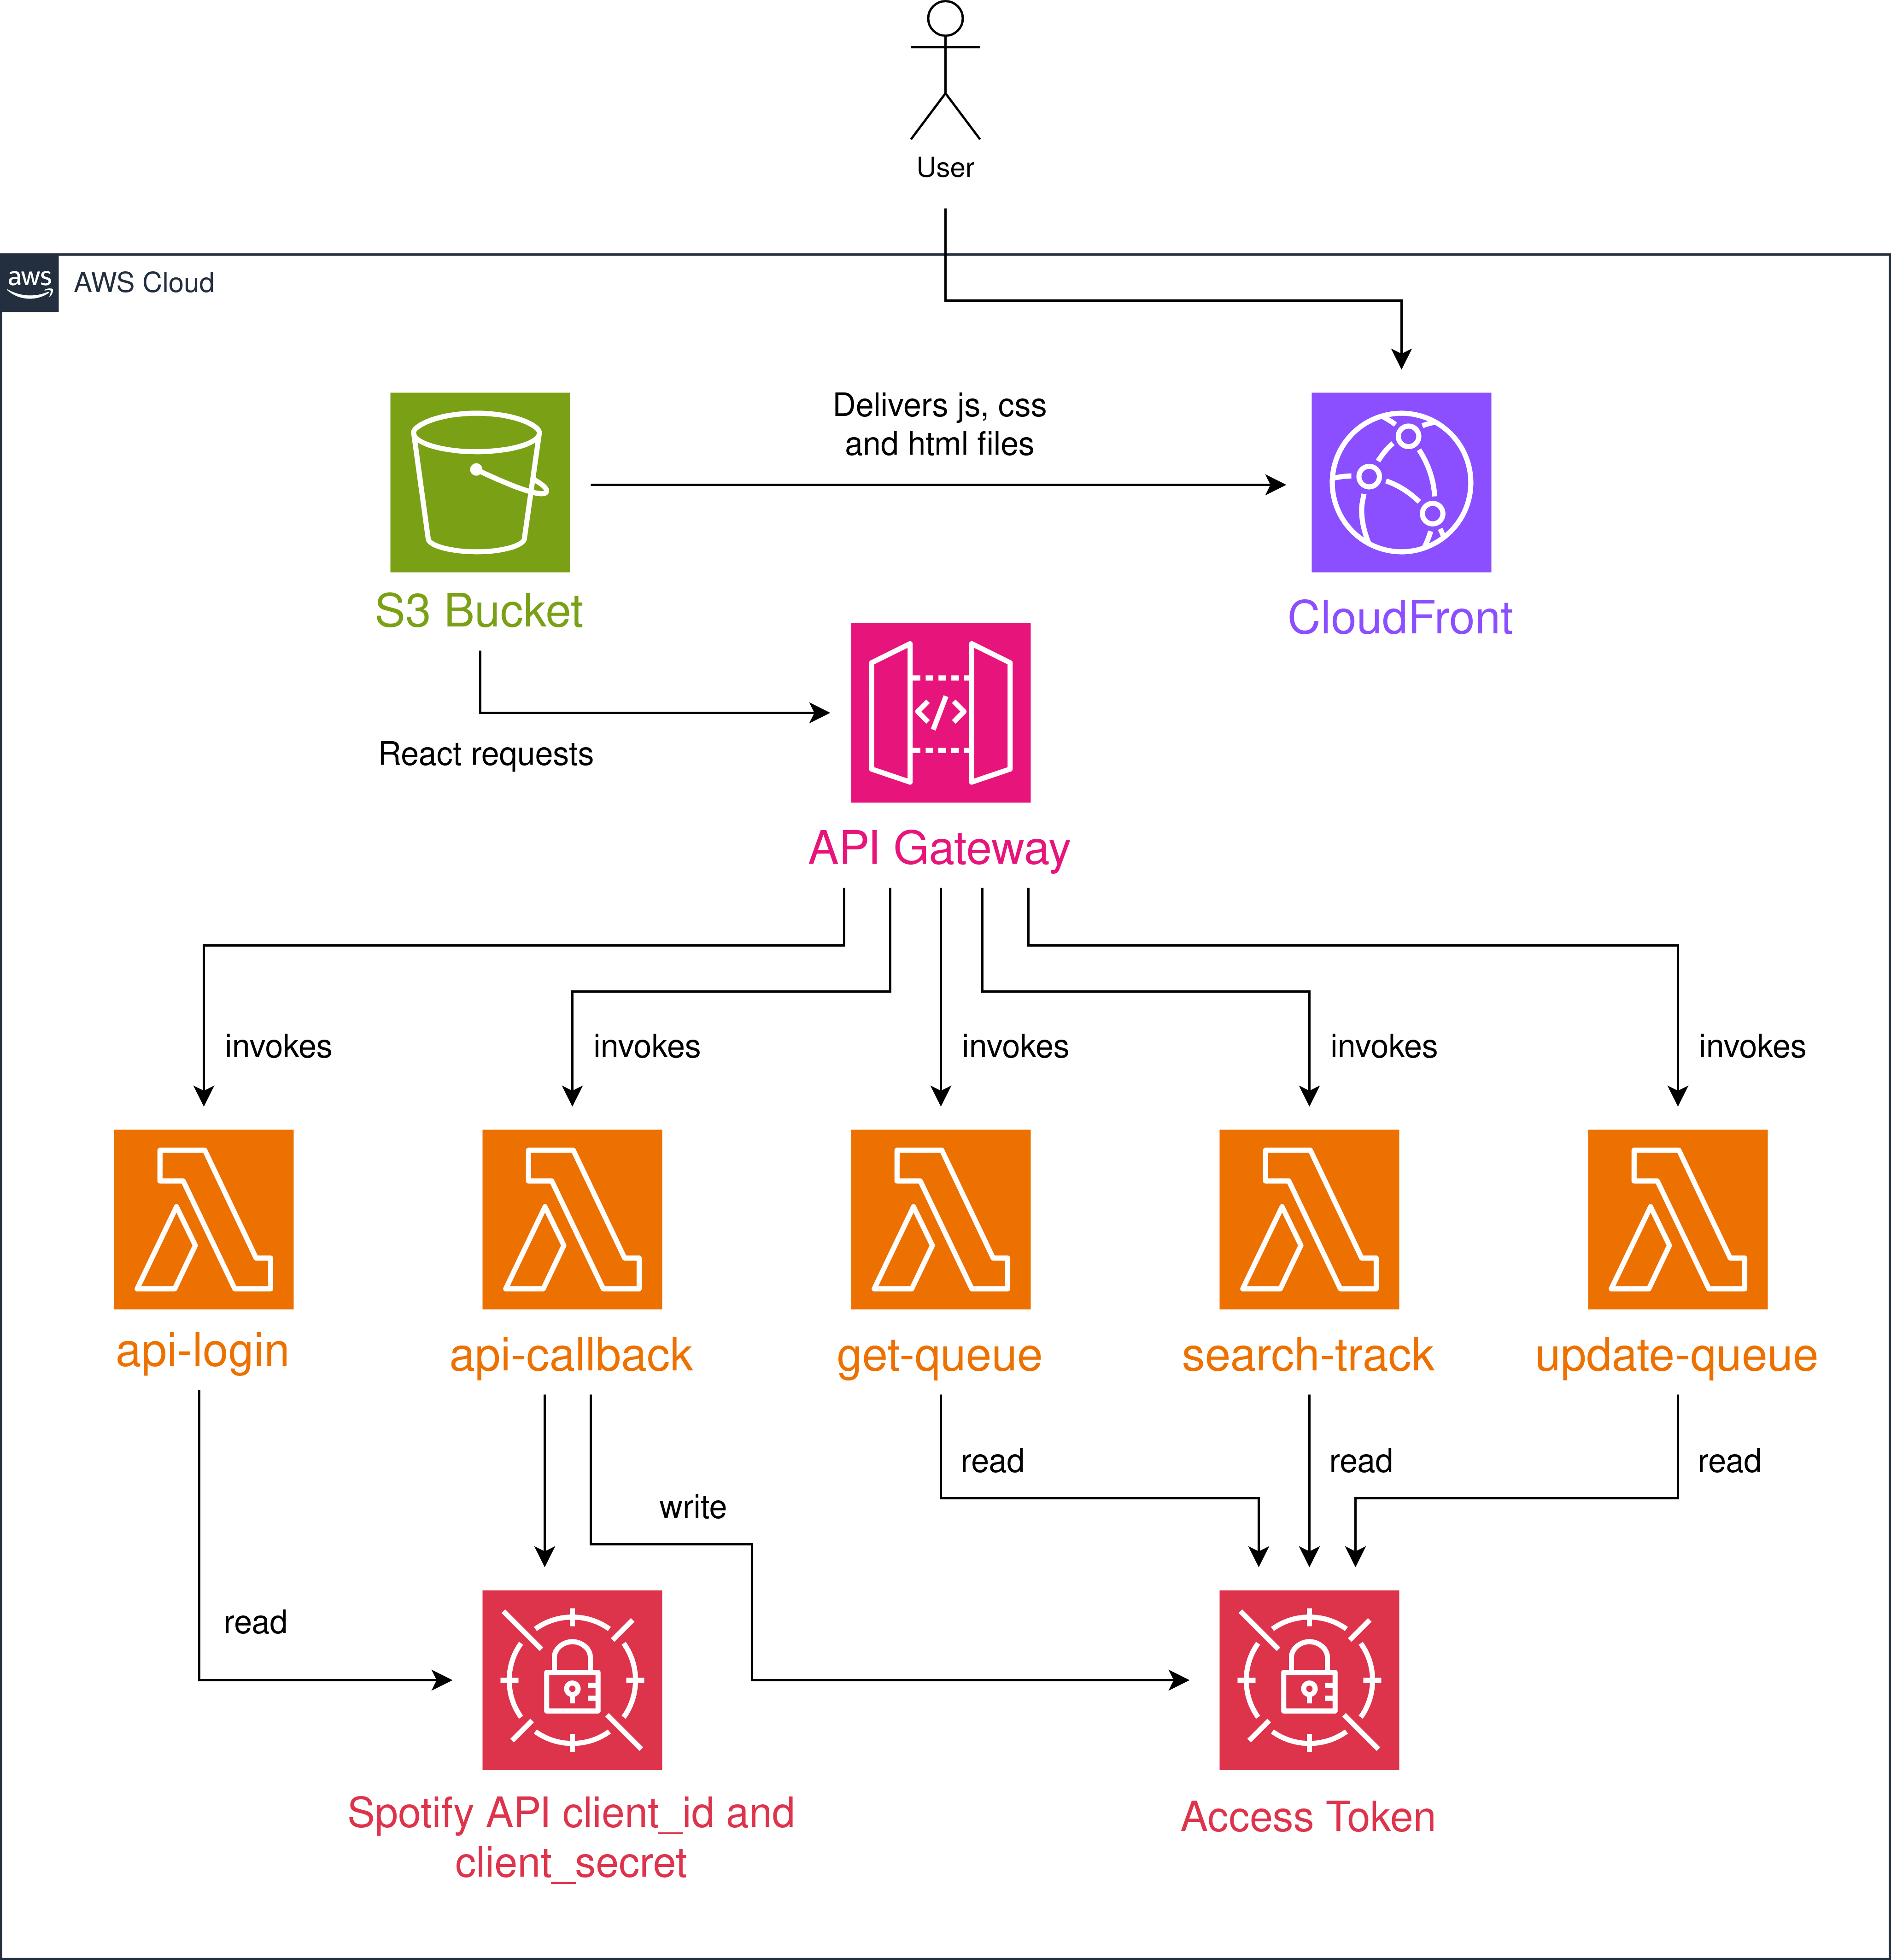 User
aws
AWS Cloud
Delivers js, css
and html files
S3 Bucket
CloudFront
React requests
API Gateway
invokes
invokes
invokes
invokes
invokes
api-login
api-callback
get-queue
search-track
update-queue
read
read
read
write
read
Spotify API client_id and
client_secret
Access Token